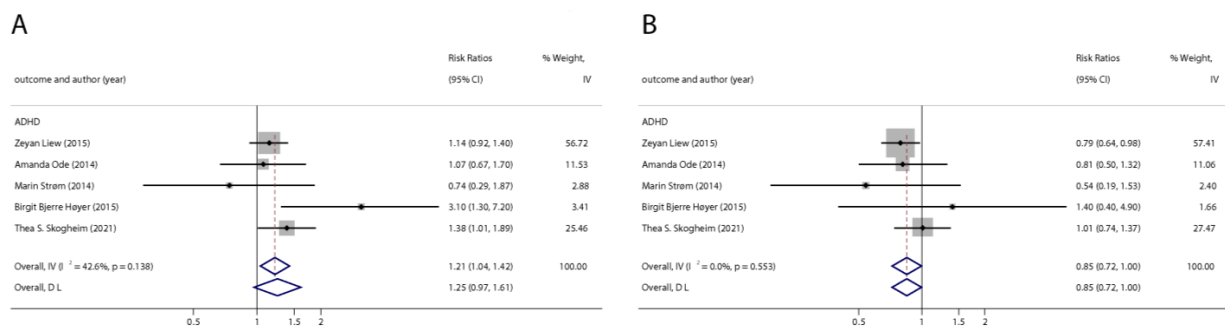 A
Risk Ratios % Weight,
outcome and author (year) (95% CI) IV
ADHD
Zeyan Liew (2015) 1.14 (0.92, 1.40) 56.72
Amanda Ode (2014) 1.07 (0.67, 1.70) 11.53
Marin Strøm (2014) 0.74 (0.29, 1.87) 2.88
Birgit Bjerre Høyer (2015) 3.10 (1.30, 7.20) 3.41
Thea S. Skogheim (2021) 1.38 (1.01, 1.89) 25.46
Overall, IV (I² = 42.6%, p = 0.138) 1.21 (1.04, 1.42) 100.00
Overall, D L 1.25 (0.97, 1.61)
0.5 1 1.5 2
B
Risk Ratios % Weight,
outcome and author (year) (95% CI) IV
ADHD
Zeyan Liew (2015) 0.79 (0.64, 0.98) 57.41
Amanda Ode (2014) 0.81 (0.50, 1.32) 11.06
Marin Strøm (2014) 0.54 (0.19, 1.53) 2.40
Birgit Bjerre Høyer (2015) 1.40 (0.40, 4.90) 1.66
Thea S. Skogheim (2021) 1.01 (0.74, 1.37) 27.47
Overall, IV (I² = 0.0%, p = 0.553) 0.85 (0.72, 1.00) 100.00
Overall, D L 0.85 (0.72, 1.00)
0.5 1 1.5 2